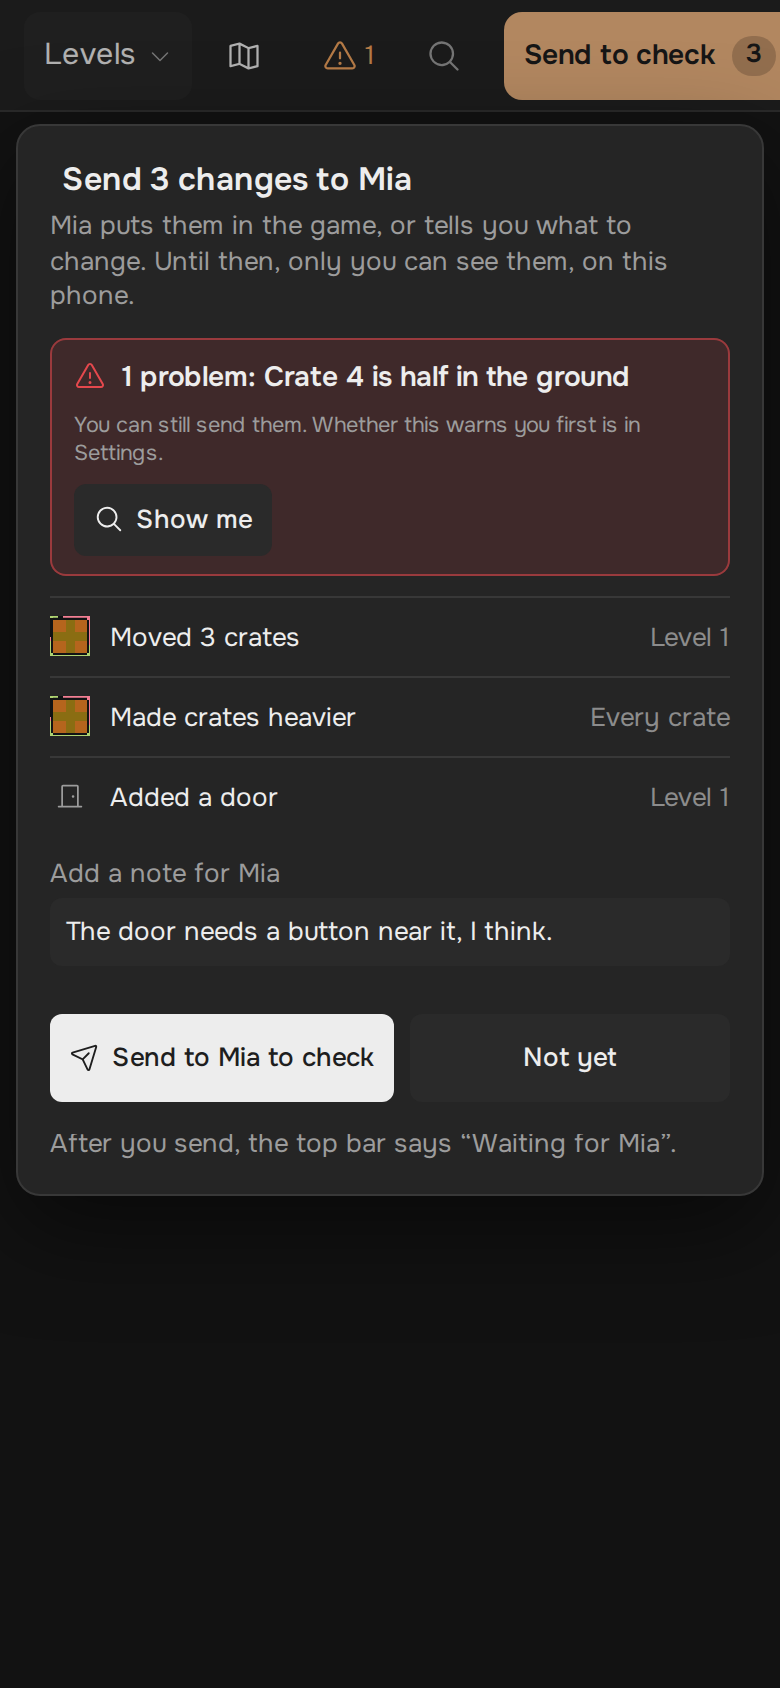 Levels
1
Send to check 3
Send 3 changes to Mia
Mia puts them in the game, or tells you what to
change. Until then, only you can see them, on this
phone.
1 problem: Crate 4 is half in the ground
You can still send them. Whether this warns you first is in
Settings.
Show me
Moved 3 crates Level 1
Made crates heavier Every crate
Added a door Level 1
Add a note for Mia
The door needs a button near it, I think.
Send to Mia to check
Not yet
After you send, the top bar says “Waiting for Mia”.